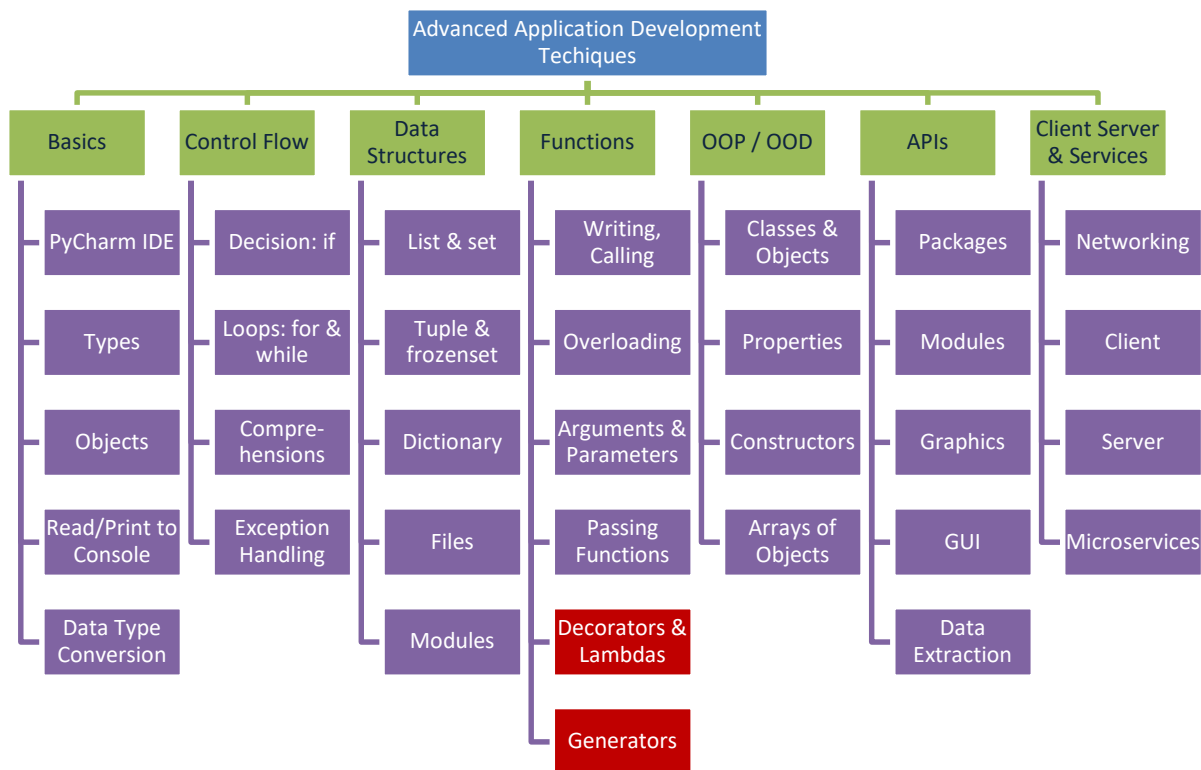 Advanced Application Development
Techiques
Basics
Control Flow
Data
Structures
Functions
OOP / OOD
APIs
Client Server
& Services
PyCharm IDE
Types
Objects
Read/Print to
Console
Data Type
Conversion
Decision: if
Loops: for &
while
Compre-
hensions
Exception
Handling
List & set
Tuple &
frozenset
Dictionary
Files
Modules
Writing,
Calling
Overloading
Arguments &
Parameters
Passing
Functions
Decorators &
Lambdas
Generators
Classes &
Objects
Properties
Constructors
Arrays of
Objects
Packages
Modules
Graphics
GUI
Data
Extraction
Networking
Client
Server
Microservices